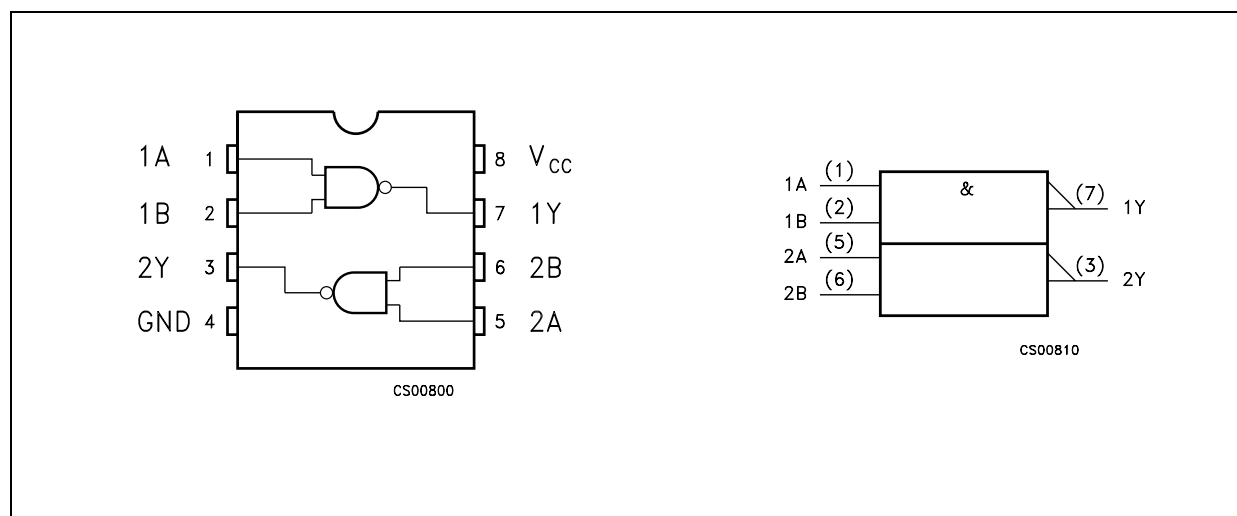 1A 1 8 VCC
1B 2 7 1Y
2Y 3 6 2B
GND 4 5 2A
CS00800
&
1A (1) (7) 1Y
1B (2)
2A (5) (3) 2Y
2B (6)
CS00810